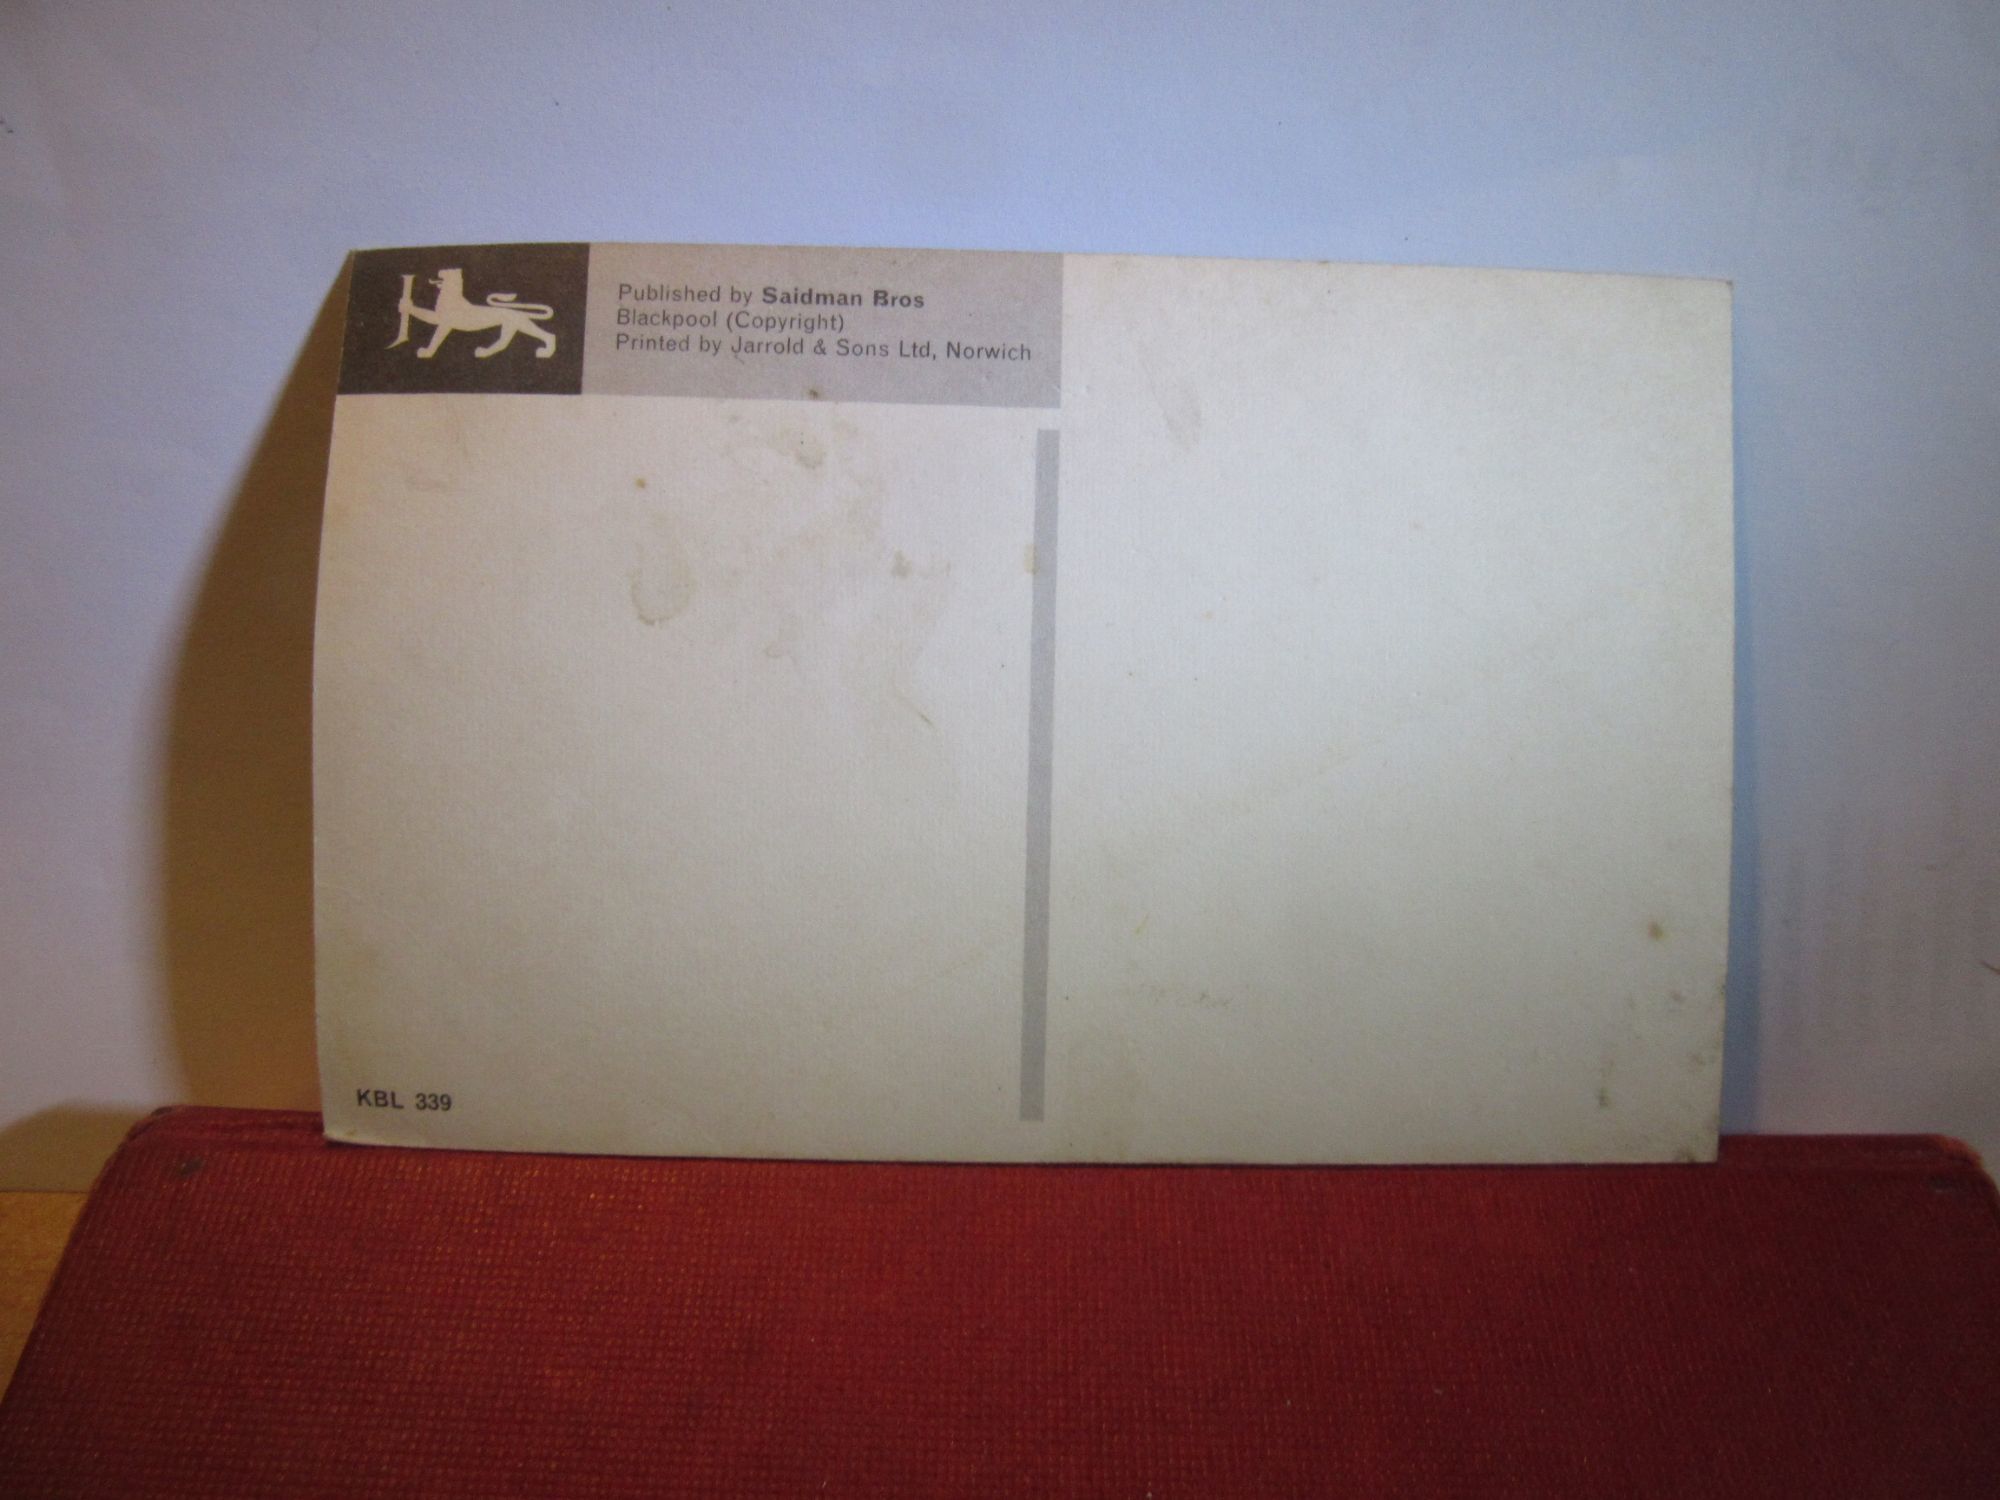 Published by Saidman Bros
Blackpool (Copyright)
Printed by Jarrold & Sons Ltd, Norwich
KBL 339